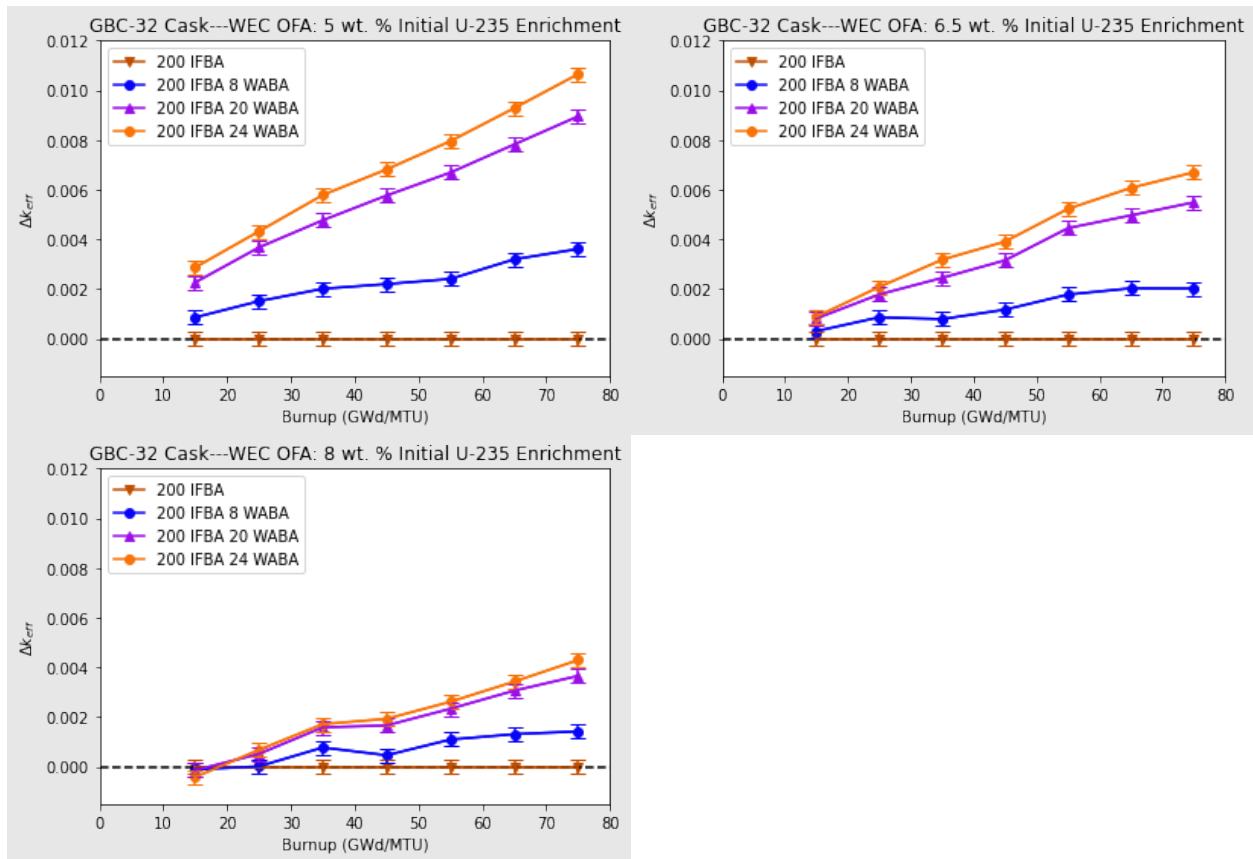 GBC-32 Cask---WEC OFA: 5 wt. % Initial U-235 Enrichment
0.012
0.010
0.008
0.006
0.004
0.002
0.000
Δk_eff
200 IFBA
200 IFBA 8 WABA
200 IFBA 20 WABA
200 IFBA 24 WABA
0 10 20 30 40 50 60 70 80
Burnup (GWd/MTU)
GBC-32 Cask---WEC OFA: 6.5 wt. % Initial U-235 Enrichment
0.012
0.010
0.008
0.006
0.004
0.002
0.000
Δk_eff
200 IFBA
200 IFBA 8 WABA
200 IFBA 20 WABA
200 IFBA 24 WABA
0 10 20 30 40 50 60 70 80
Burnup (GWd/MTU)
GBC-32 Cask---WEC OFA: 8 wt. % Initial U-235 Enrichment
0.012
0.010
0.008
0.006
0.004
0.002
0.000
Δk_eff
200 IFBA
200 IFBA 8 WABA
200 IFBA 20 WABA
200 IFBA 24 WABA
0 10 20 30 40 50 60 70 80
Burnup (GWd/MTU)